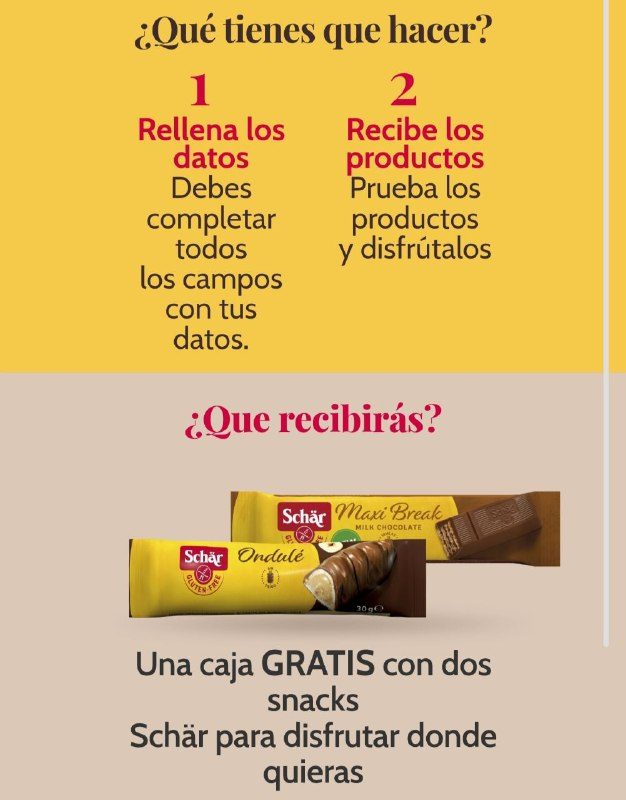 ¿Qué tienes que hacer?
1
Rellena los
datos
Debes
completar
todos
los campos
con tus
datos.
2
Recibe los
productos
Prueba los
productos
y disfrútalos
¿Que recibirás?
Schär
GLUTEN-FREE
Maxi Break
MILK CHOCOLATE
Schär
GLUTEN-FREE
Ondulé
30 g e
Una caja GRATIS con dos
snacks
Schär para disfrutar donde
quieras